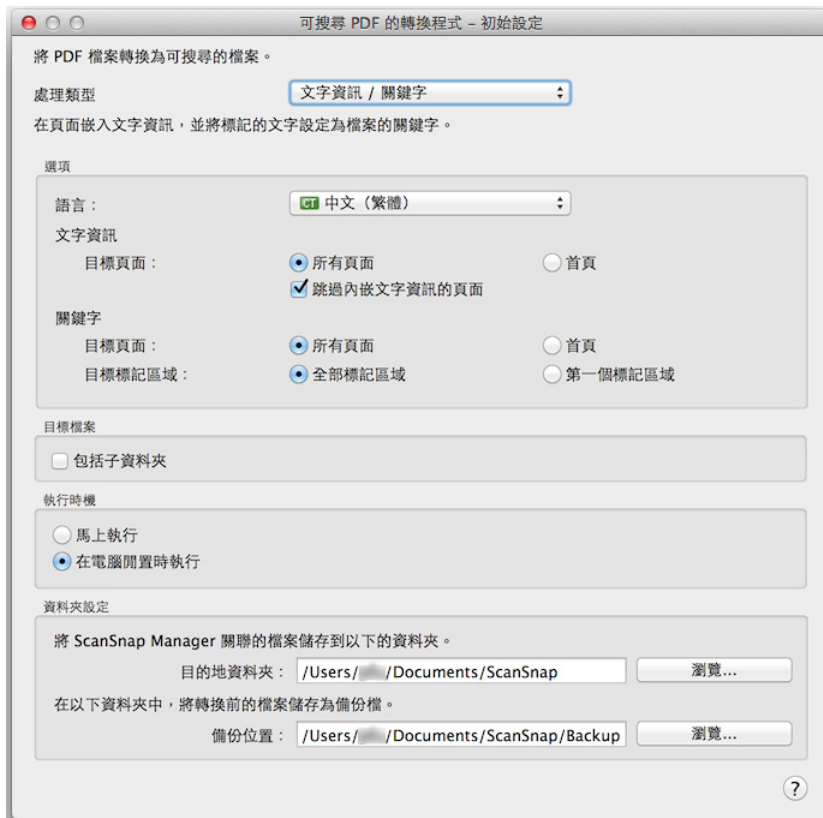 可搜尋 PDF 的轉換程式 – 初始設定
將 PDF 檔案轉換為可搜尋的檔案。
處理類型 文字資訊 / 關鍵字
在頁面嵌入文字資訊，並將標記的文字設定為檔案的關鍵字。
選項
語言： CT 中文（繁體）
文字資訊
目標頁面： 所有頁面 首頁
跳過內嵌文字資訊的頁面
關鍵字
目標頁面： 所有頁面 首頁
目標標記區域： 全部標記區域 第一個標記區域
目標檔案
包括子資料夾
執行時機
馬上執行
在電腦閒置時執行
資料夾設定
將 ScanSnap Manager 關聯的檔案儲存到以下的資料夾。
目的地資料夾： /Users/ /Documents/ScanSnap 瀏覽...
在以下資料夾中，將轉換前的檔案儲存為備份檔。
備份位置： /Users/ /Documents/ScanSnap/Backup 瀏覽...
?